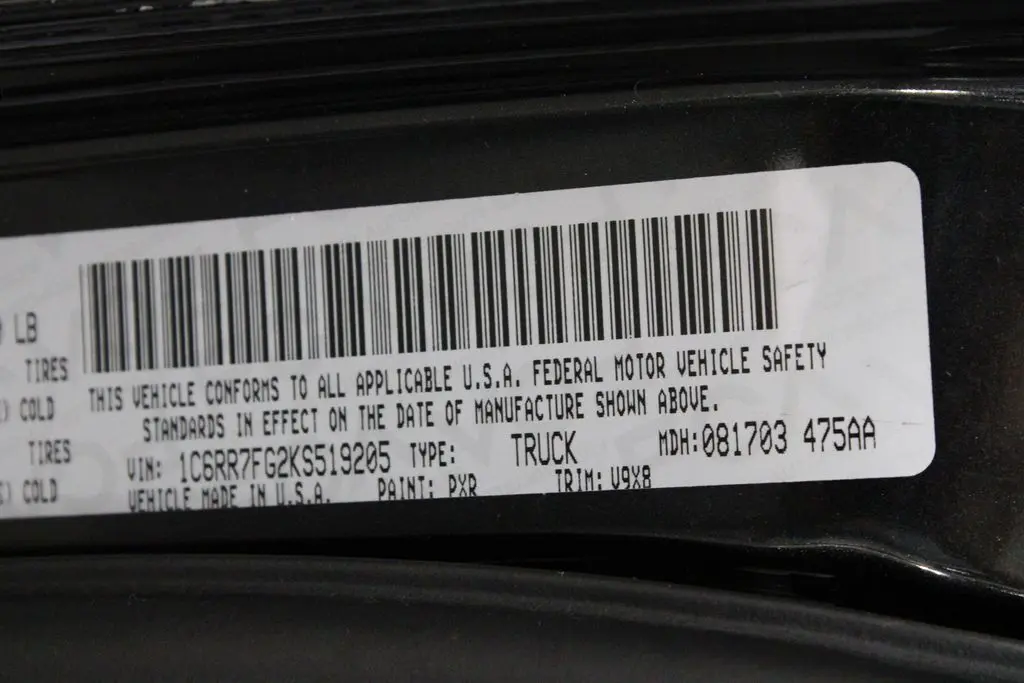 LB
TIRES
THIS VEHICLE CONFORMS TO ALL APPLICABLE U.S.A. FEDERAL MOTOR VEHICLE SAFETY
) COLD
STANDARDS IN EFFECT ON THE DATE OF MANUFACTURE SHOWN ABOVE.
TIRES
VIN: 1C6RR7FG2KS519205 TYPE: TRUCK MDH:081703 475AA
) COLD
VEHICLE MADE IN U.S.A. PAINT: PXR TRIM: V9X8